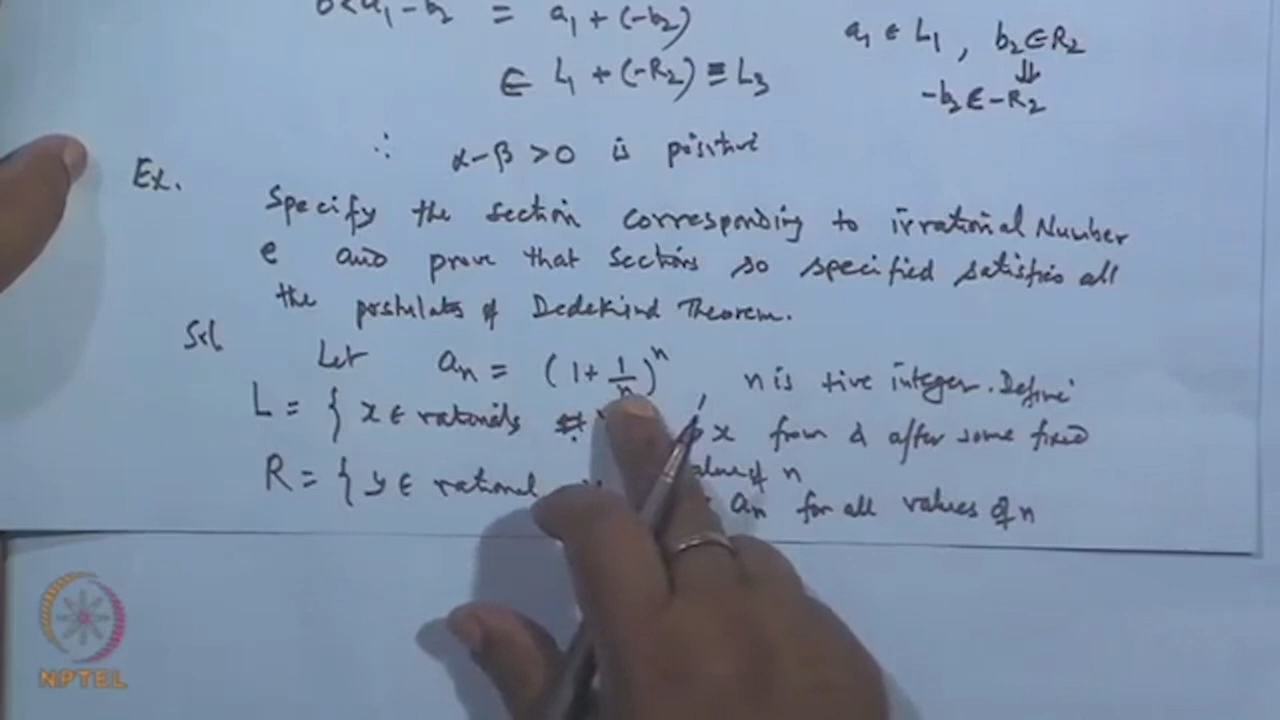 0 < a₁ - b₂ = a₁ + (-b₂)
a₁ ∈ L₁ , b₂ ∈ R₂
∈ L₁ + (-R₂) ≡ L₃
⇓
-b₂ ∈ -R₂
∴ α-β > 0 is positive
Ex.
Specify the section corresponding to irrational Number
e and prove that Sections so specified satisfies all
the postulates of Dedekind Theorem.
Sol
Let an = (1 + 1/n)^n , n is +ive integer. Define
L = { x ∈ rationals x from & after some fixed
value of n
R = { y ∈ rational an for all values of n
NPTEL